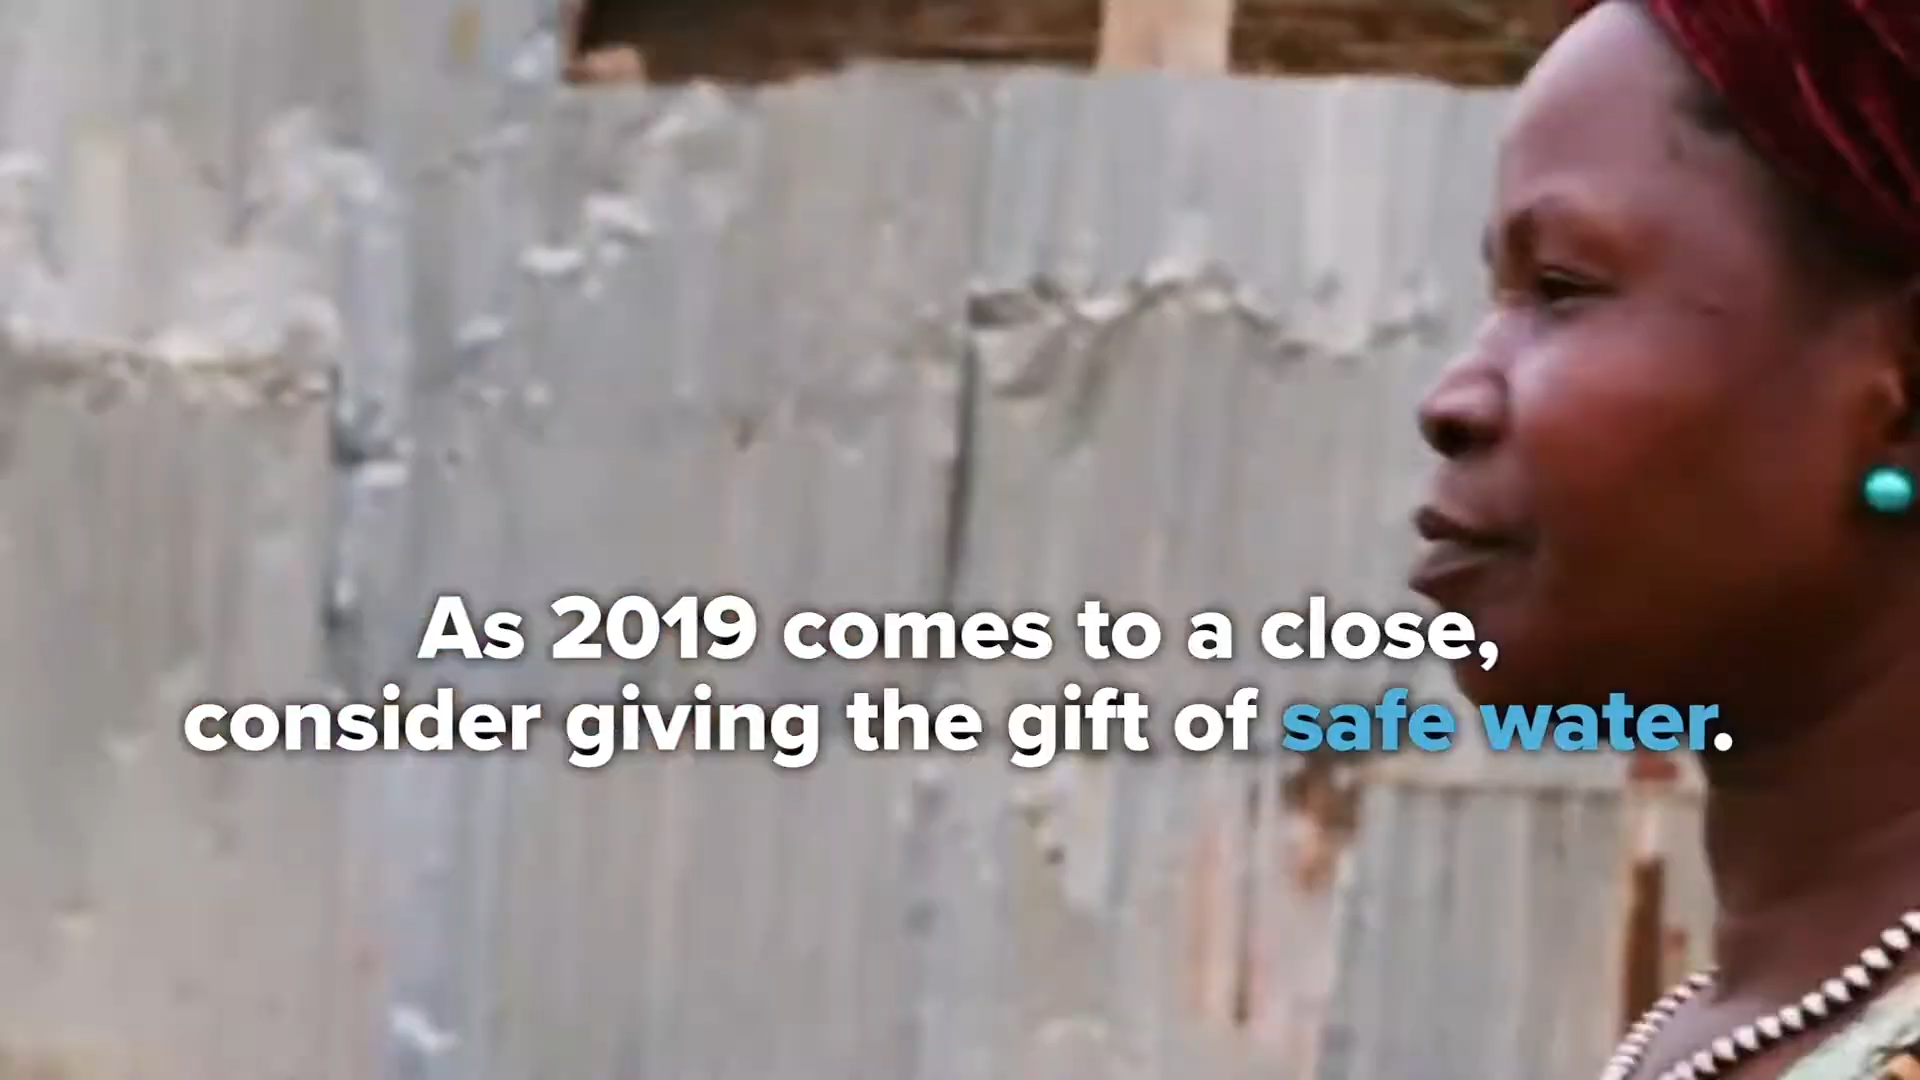 As 2019 comes to a close,
consider giving the gift of safe water.